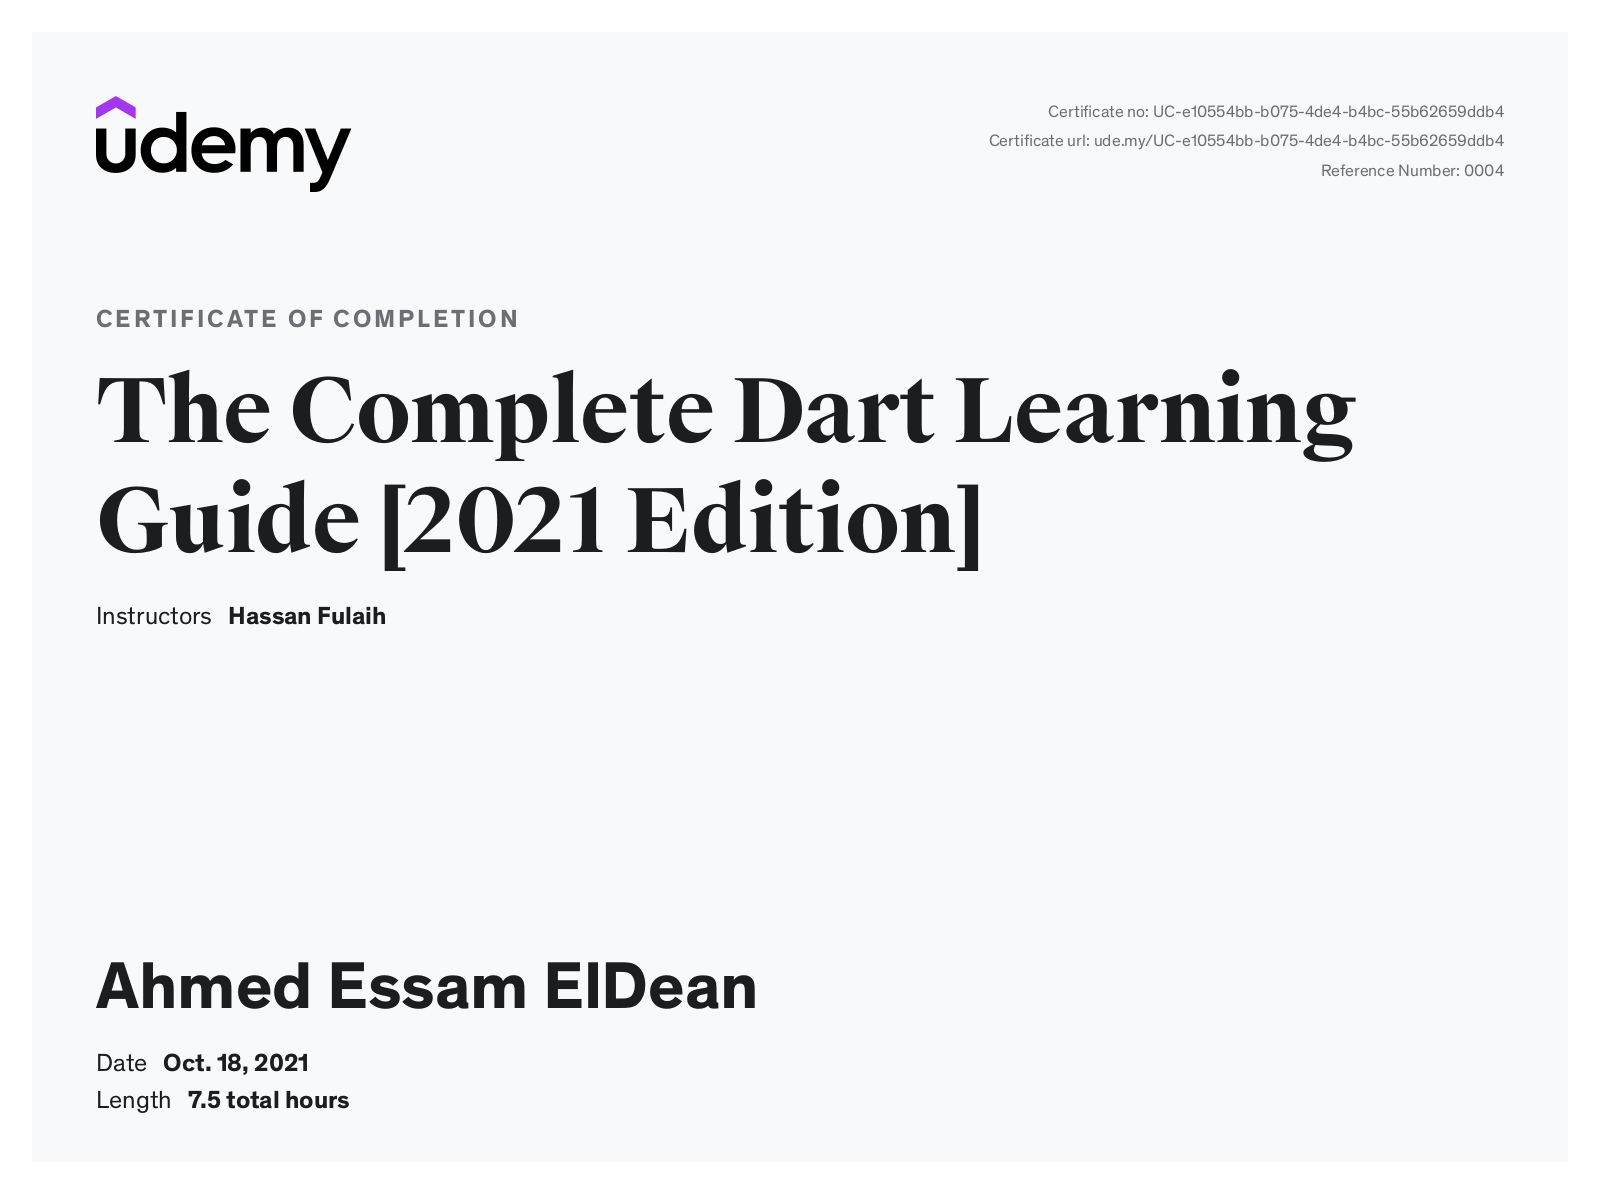 udemy
Certificate no: UC-e10554bb-b075-4de4-b4bc-55b62659ddb4
Certificate url: ude.my/UC-e10554bb-b075-4de4-b4bc-55b62659ddb4
Reference Number: 0004
CERTIFICATE OF COMPLETION
The Complete Dart Learning
Guide [2021 Edition]
Instructors Hassan Fulaih
Ahmed Essam ElDean
Date Oct. 18, 2021
Length 7.5 total hours